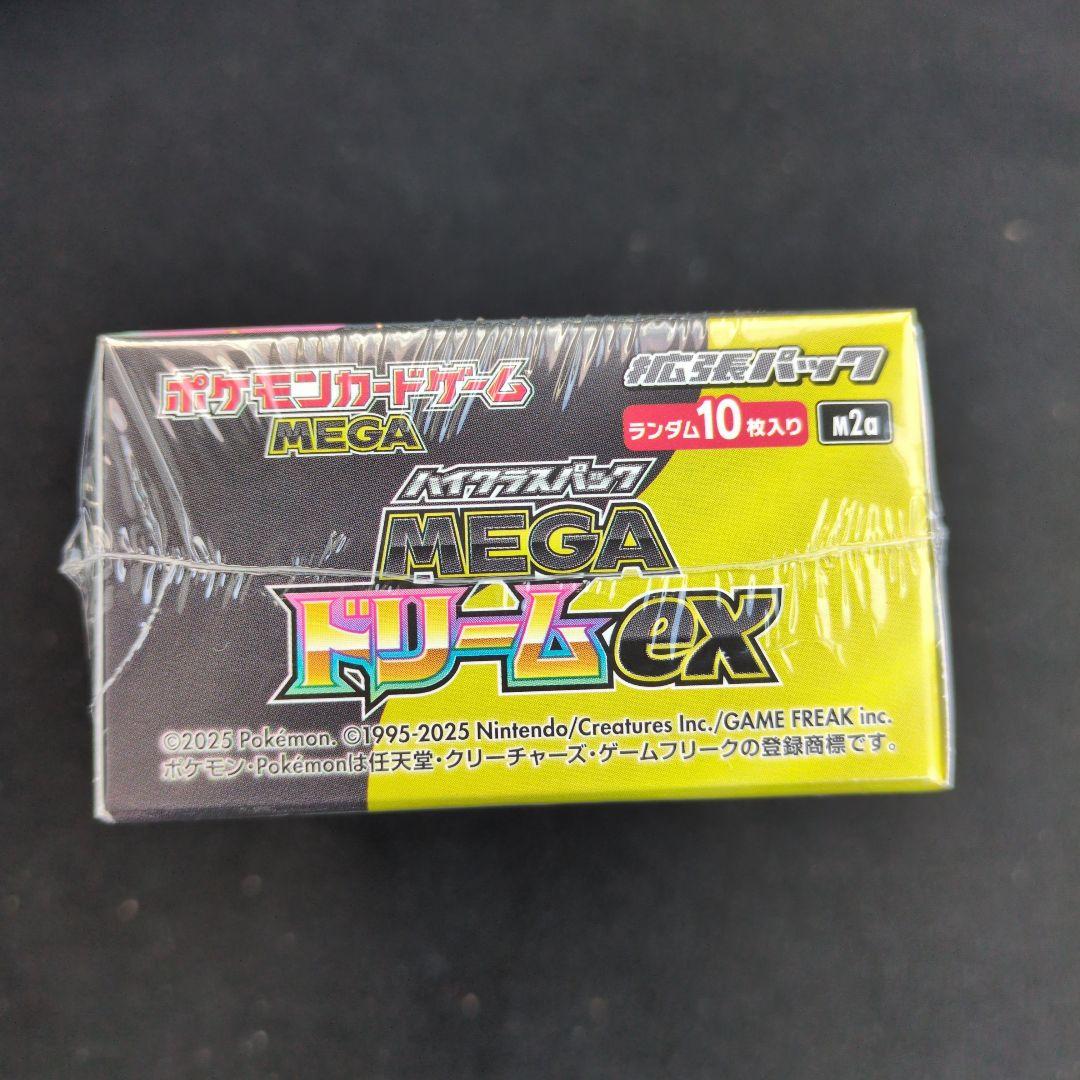 ポケモンカードゲーム
MEGA
拡張パック
ランダム10枚入り
M2a
ハイクラスパック
MEGA
ドリームex
©2025 Pokémon. ©1995-2025 Nintendo/Creatures Inc./GAME FREAK inc.
ポケモン・Pokémonは任天堂・クリーチャーズ・ゲームフリークの登録商標です。